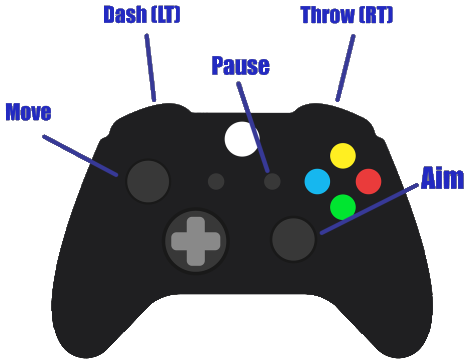 Dash (LT)
Throw (RT)
Pause
Move
Aim